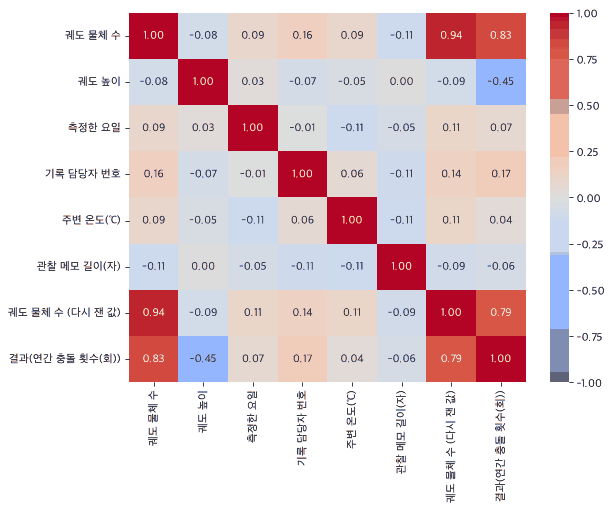 궤도 물체 수 1.00 −0.08 0.09 0.16 0.09 −0.11 0.94 0.83
궤도 높이 −0.08 1.00 0.03 −0.07 −0.05 0.00 −0.09 −0.45
측정한 요일 0.09 0.03 1.00 −0.01 −0.11 −0.05 0.11 0.07
기록 담당자 번호 0.16 −0.07 −0.01 1.00 0.06 −0.11 0.14 0.17
주변 온도(℃) 0.09 −0.05 −0.11 0.06 1.00 −0.11 0.11 0.04
관찰 메모 길이(자) −0.11 0.00 −0.05 −0.11 −0.11 1.00 −0.09 −0.06
궤도 물체 수 (다시 잰 값) 0.94 −0.09 0.11 0.14 0.11 −0.09 1.00 0.79
결과(연간 충돌 횟수(회)) 0.83 −0.45 0.07 0.17 0.04 −0.06 0.79 1.00
궤도 물체 수
궤도 높이
측정한 요일
기록 담당자 번호
주변 온도(℃)
관찰 메모 길이(자)
궤도 물체 수 (다시 잰 값)
결과(연간 충돌 횟수(회))
1.00
0.75
0.50
0.25
0.00
−0.25
−0.50
−0.75
−1.00